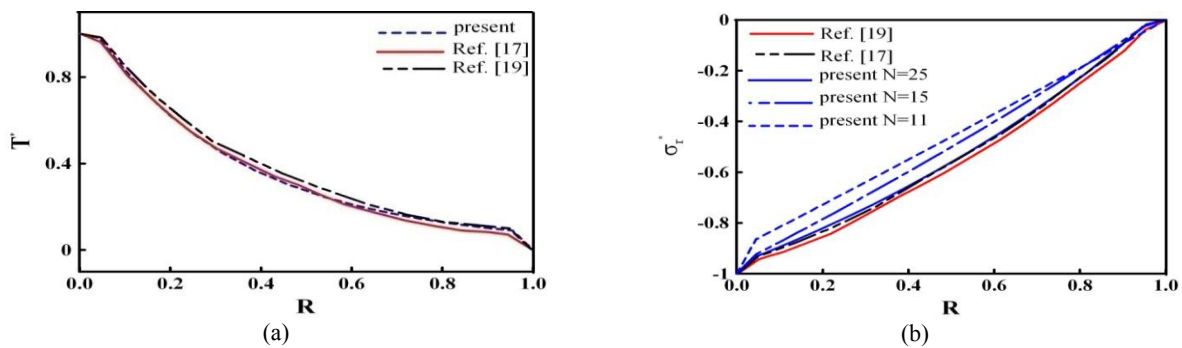 present
Ref. [17]
Ref. [19]
0.8
0.4
0
T*
0.0
0.2
0.4
0.6
0.8
1.0
R
(a)
Ref. [19]
Ref. [17]
present N=25
present N=15
present N=11
0
-0.2
-0.4
-0.6
-0.8
-1
σr*
0.0
0.2
0.4
0.6
0.8
1.0
R
(b)